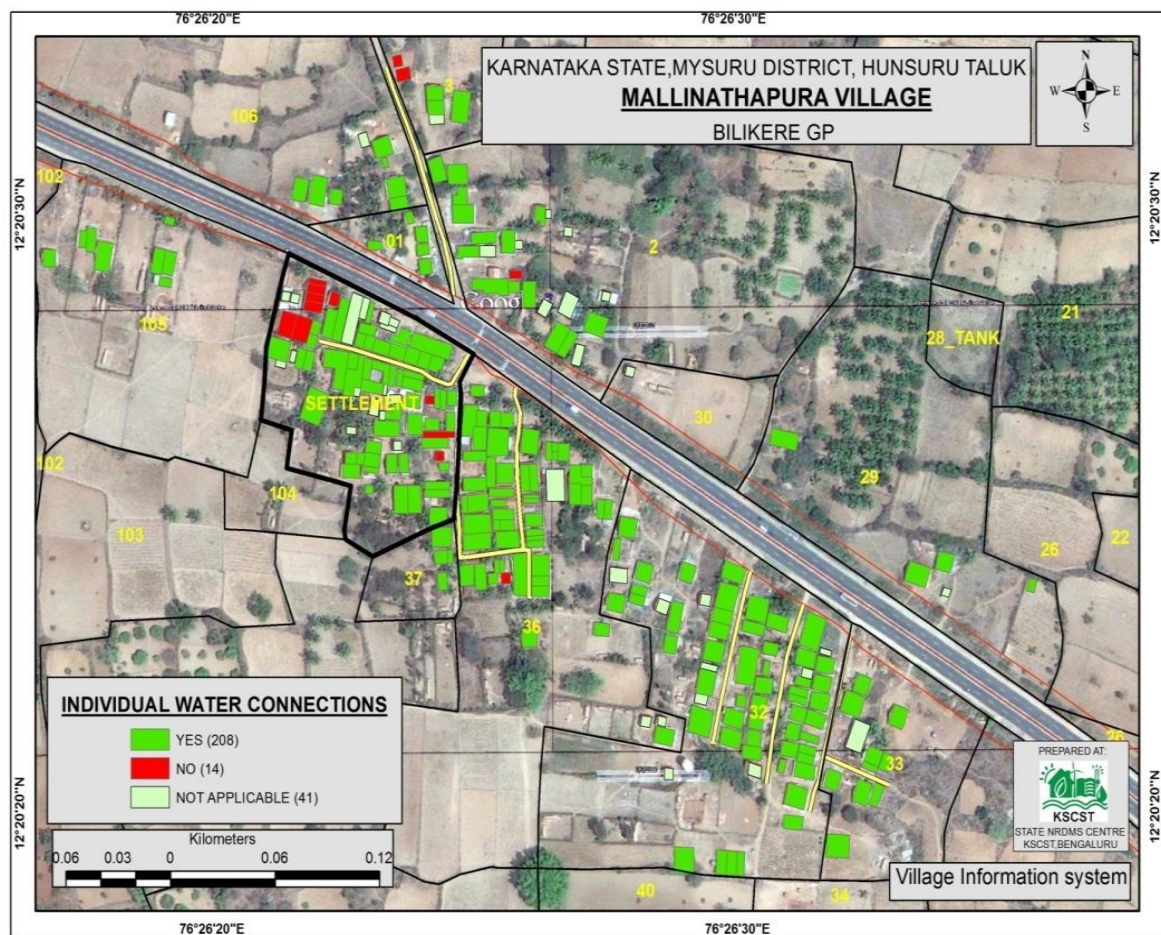 76°26'20"E
76°26'30"E
KARNATAKA STATE,MYSURU DISTRICT, HUNSURU TALUK
MALLINATHAPURA VILLAGE
BILIKERE GP
N
W
E
S
12°20'30"N
12°20'30"N
3
106
102
01
2
105
21
28_TANK
SETTLEMENT
30
102
104
29
103
26
22
37
36
32
26
33
40
34
INDIVIDUAL WATER CONNECTIONS
YES (208)
NO (14)
NOT APPLICABLE (41)
Kilometers
0.06 0.03 0 0.06 0.12
PREPARED AT:
KSCST
STATE NRDMS CENTRE
KSCST,BENGALURU
Village Information system
12°20'20"N
12°20'20"N
76°26'20"E
76°26'30"E